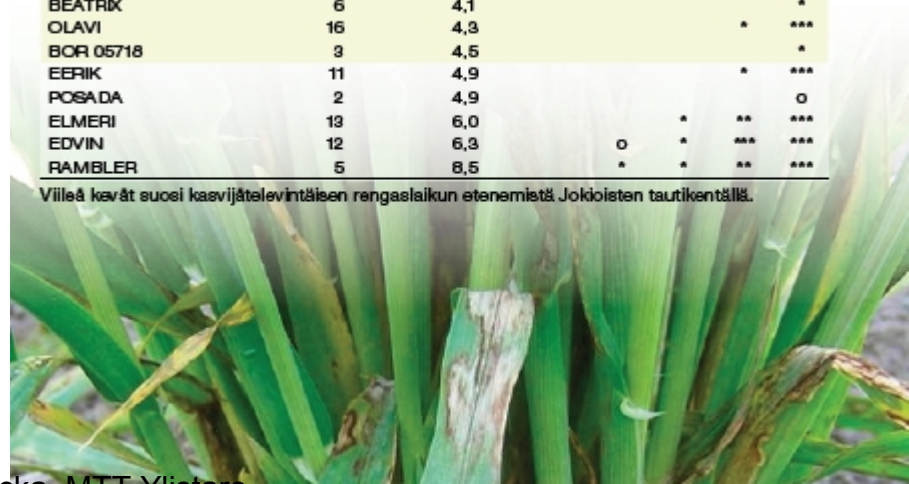 BEATRIX 6 4,1 *
OLAVI 16 4,3 * ***
BOR 05718 3 4,5 *
EERIK 11 4,9 * ***
POSADA 2 4,9 o
ELMERI 13 6,0 * ** ***
EDVIN 12 6,3 o * *** ***
RAMBLER 5 8,5 * * ** ***
Viileä kevät suosi kasvijätelevintäisen rengaslaikun etenemistä Jokioisten tautikentällä.
MTT Ylistaro